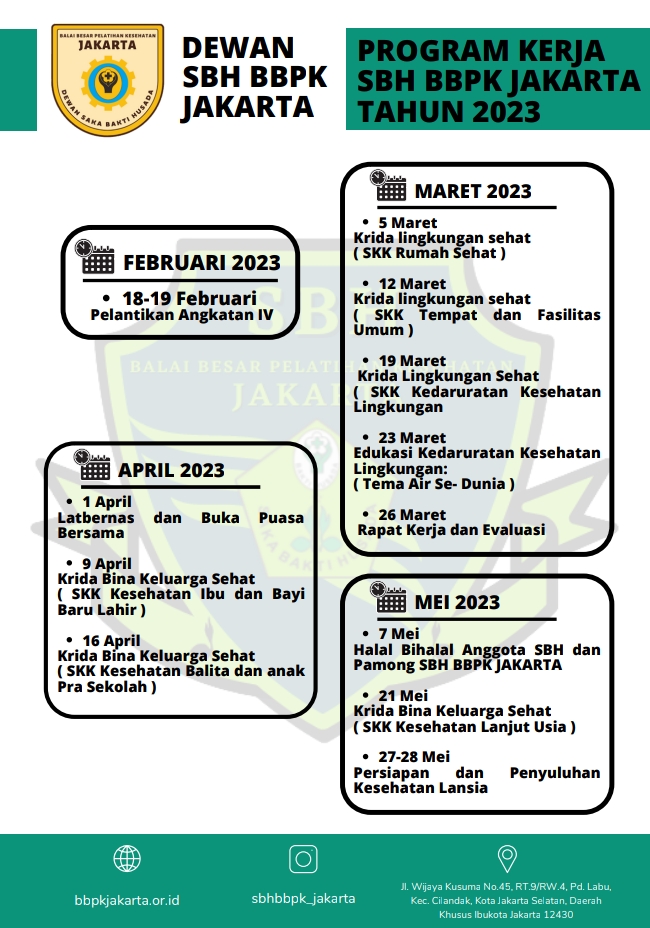 BALAI BESAR PELATIHAN KESEHATAN
JAKARTA
DEWAN SAKA BAKTI HUSADA
DEWAN
SBH BBPK
JAKARTA
PROGRAM KERJA
SBH BBPK JAKARTA
TAHUN 2023
FEBRUARI 2023
• 18-19 Februari
Pelantikan Angkatan IV
MARET 2023
• 5 Maret
Krida lingkungan sehat
( SKK Rumah Sehat )
• 12 Maret
Krida lingkungan sehat
( SKK Tempat dan Fasilitas
Umum )
• 19 Maret
Krida Lingkungan Sehat
( SKK Kedaruratan Kesehatan
Lingkungan
• 23 Maret
Edukasi Kedaruratan Kesehatan
Lingkungan:
( Tema Air Se- Dunia )
• 26 Maret
Rapat Kerja dan Evaluasi
APRIL 2023
• 1 April
Latbernas dan Buka Puasa
Bersama
• 9 April
Krida Bina Keluarga Sehat
( SKK Kesehatan Ibu dan Bayi
Baru Lahir )
• 16 April
Krida Bina Keluarga Sehat
( SKK Kesehatan Balita dan anak
Pra Sekolah )
MEI 2023
• 7 Mei
Halal Bihalal Anggota SBH dan
Pamong SBH BBPK JAKARTA
• 21 Mei
Krida Bina Keluarga Sehat
( SKK Kesehatan Lanjut Usia )
• 27-28 Mei
Persiapan dan Penyuluhan
Kesehatan Lansia
SB
BALAI BESAR PELATIHAN KESEHATAN
JAKARTA
bbpkjakarta.or.id
sbhbbpk_jakarta
Jl. Wijaya Kusuma No.45, RT.9/RW.4, Pd. Labu,
Kec. Cilandak, Kota Jakarta Selatan, Daerah
Khusus Ibukota Jakarta 12430